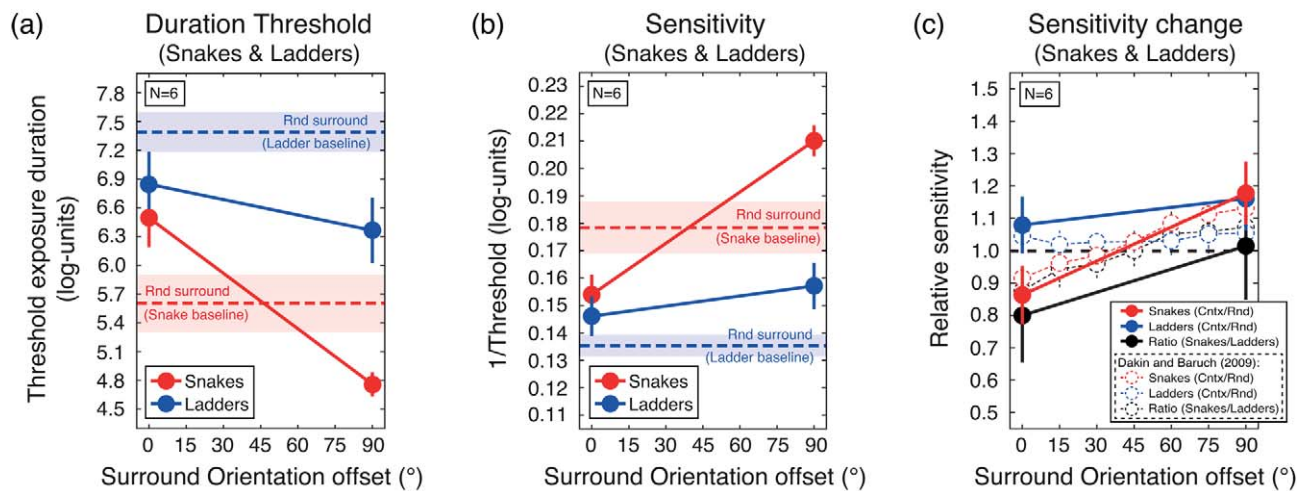 (a)
Duration Threshold
(Snakes & Ladders)
Threshold exposure duration
(log-units)
7.8
7.5
7.2
6.9
6.6
6.3
6.0
5.7
5.4
5.1
4.8
4.5
N=6
Rnd surround
(Ladder baseline)
Rnd surround
(Snake baseline)
Snakes
Ladders
0 15 30 45 60 75 90
Surround Orientation offset (°)
(b)
Sensitivity
(Snakes & Ladders)
1/Threshold (log-units)
0.23
0.22
0.21
0.20
0.19
0.18
0.17
0.16
0.15
0.14
0.13
0.12
0.11
N=6
Rnd surround
(Snake baseline)
Rnd surround
(Ladder baseline)
Snakes
Ladders
0 15 30 45 60 75 90
Surround Orientation offset (°)
(c)
Sensitivity change
(Snakes & Ladders)
Relative sensitivity
1.5
1.4
1.3
1.2
1.1
1.0
0.9
0.8
0.7
0.6
0.5
N=6
Snakes (Cntx/Rnd)
Ladders (Cntx/Rnd)
Ratio (Snakes/Ladders)
Dakin and Baruch (2009):
Snakes (Cntx/Rnd)
Ladders (Cntx/Rnd)
Ratio (Snakes/Ladders)
0 15 30 45 60 75 90
Surround Orientation offset (°)